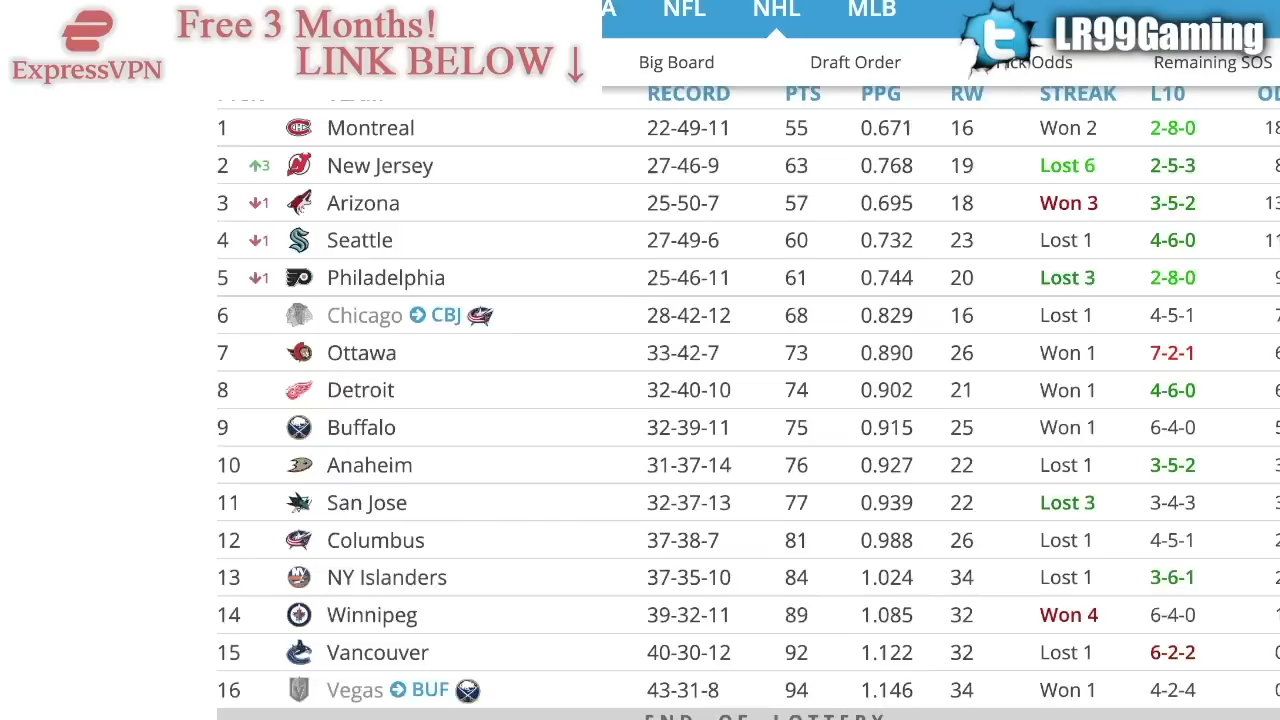 Free 3 Months!
LINK BELOW ↓
ExpressVPN
A NFL NHL MLB
LR99Gaming
Big Board Draft Order Odds Remaining SOS
RECORD PTS PPG RW STREAK L10
1 Montreal 22-49-11 55 0.671 16 Won 2 2-8-0
2 ↑3 New Jersey 27-46-9 63 0.768 19 Lost 6 2-5-3
3 ↓1 Arizona 25-50-7 57 0.695 18 Won 3 3-5-2
4 ↓1 Seattle 27-49-6 60 0.732 23 Lost 1 4-6-0
5 ↓1 Philadelphia 25-46-11 61 0.744 20 Lost 3 2-8-0
6 Chicago → CBJ 28-42-12 68 0.829 16 Lost 1 4-5-1
7 Ottawa 33-42-7 73 0.890 26 Won 1 7-2-1
8 Detroit 32-40-10 74 0.902 21 Won 1 4-6-0
9 Buffalo 32-39-11 75 0.915 25 Won 1 6-4-0
10 Anaheim 31-37-14 76 0.927 22 Lost 1 3-5-2
11 San Jose 32-37-13 77 0.939 22 Lost 3 3-4-3
12 Columbus 37-38-7 81 0.988 26 Lost 1 4-5-1
13 NY Islanders 37-35-10 84 1.024 34 Lost 1 3-6-1
14 Winnipeg 39-32-11 89 1.085 32 Won 4 6-4-0
15 Vancouver 40-30-12 92 1.122 32 Lost 1 6-2-2
16 Vegas → BUF 43-31-8 94 1.146 34 Won 1 4-2-4
END OF LOTTERY